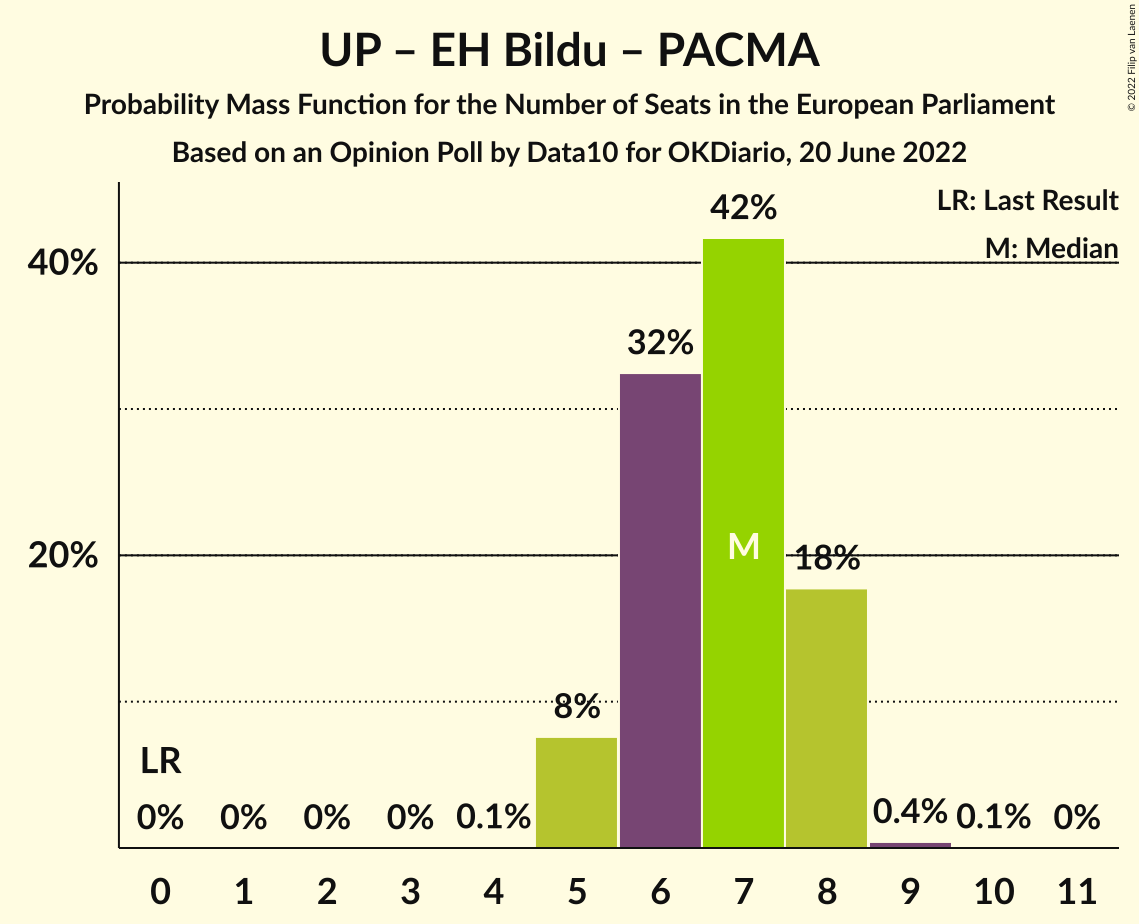 UP – EH Bildu – PACMA
Probability Mass Function for the Number of Seats in the European Parliament
Based on an Opinion Poll by Data10 for OKDiario, 20 June 2022
© 2022 Filip van Laenen
LR: Last Result
M: Median
40%
20%
42%
32%
M
18%
8%
LR
0%
0%
0%
0%
0.1%
0.4%
0.1%
0%
0 1 2 3 4 5 6 7 8 9 10 11